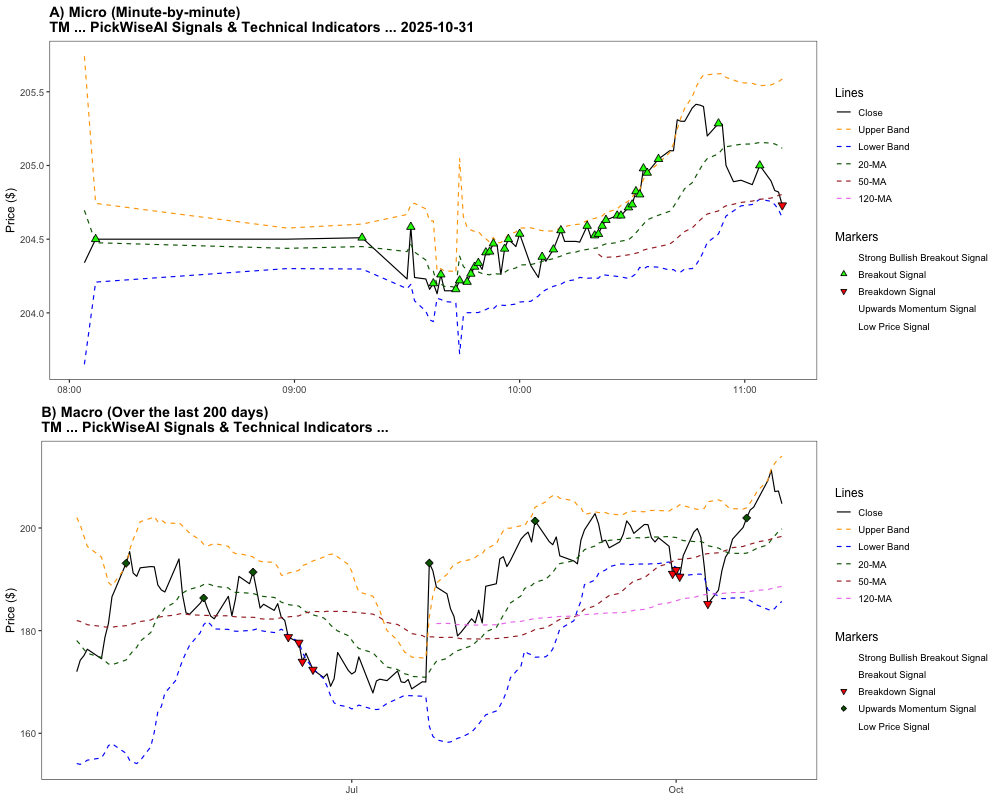 A) Micro (Minute-by-minute)
TM ... PickWiseAI Signals & Technical Indicators ... 2025-10-31
Price ($)
205.5
205.0
204.5
204.0
08:00
09:00
10:00
11:00
Lines
Close
Upper Band
Lower Band
20-MA
50-MA
120-MA
Markers
Strong Bullish Breakout Signal
Breakout Signal
Breakdown Signal
Upwards Momentum Signal
Low Price Signal
B) Macro (Over the last 200 days)
TM ... PickWiseAI Signals & Technical Indicators ...
Price ($)
200
180
160
Jul
Oct
Lines
Close
Upper Band
Lower Band
20-MA
50-MA
120-MA
Markers
Strong Bullish Breakout Signal
Breakout Signal
Breakdown Signal
Upwards Momentum Signal
Low Price Signal